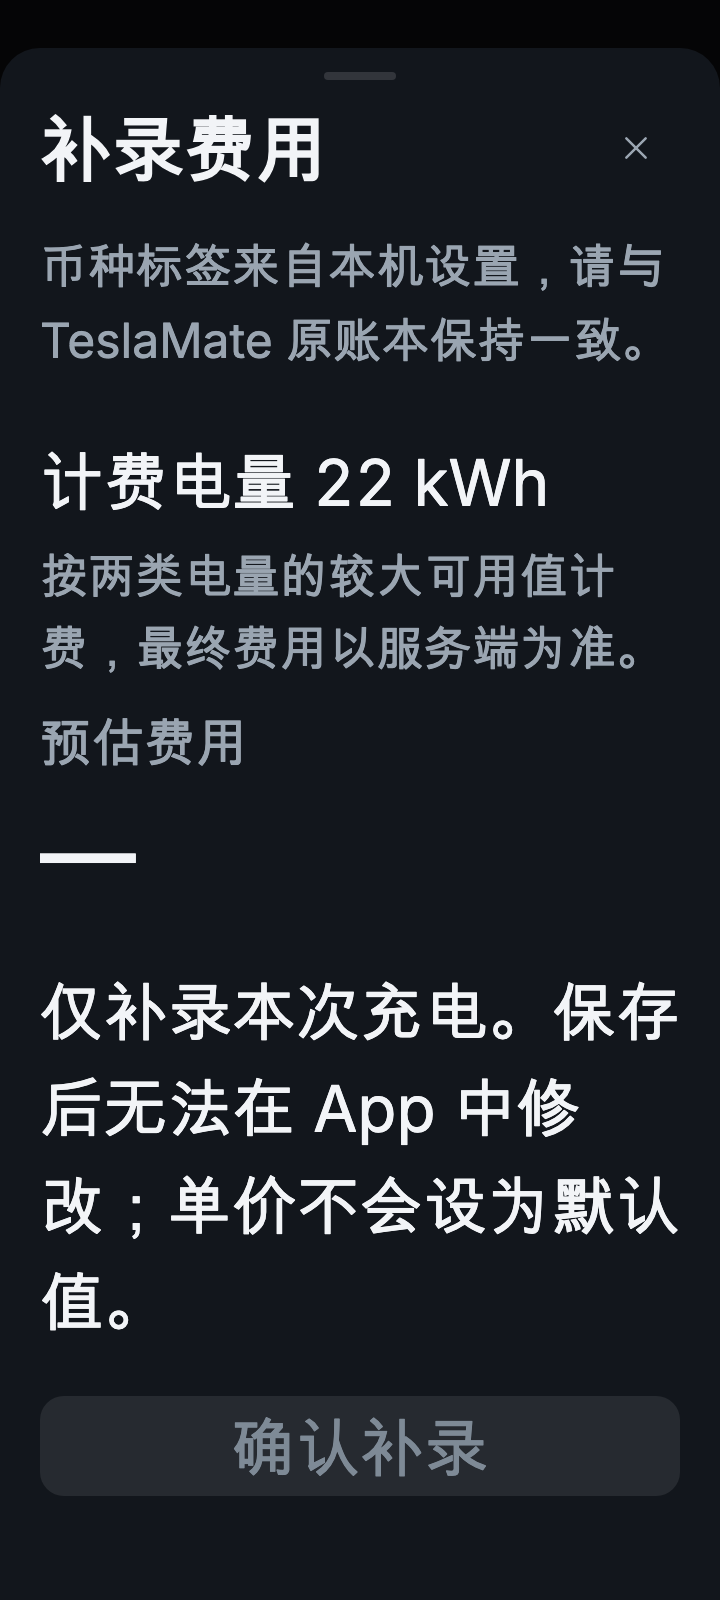 补录费用
币种标签来自本机设置，请与
TeslaMate 原账本保持一致。
计费电量 22 kWh
按两类电量的较大可用值计
费，最终费用以服务端为准。
预估费用
—
仅补录本次充电。保存
后无法在 App 中修
改；单价不会设为默认
值。
确认补录